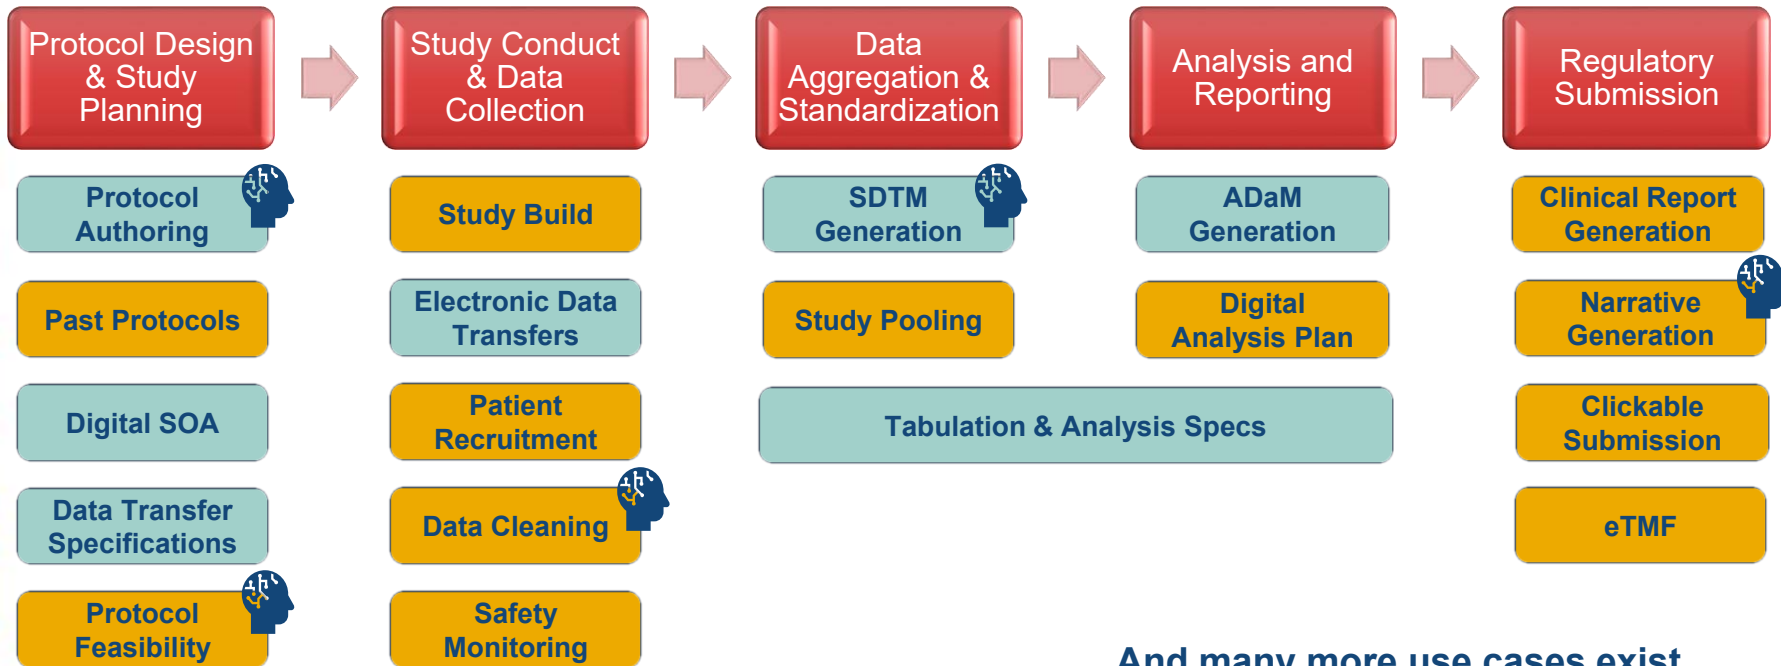 Protocol Design
& Study
Planning
Study Conduct
& Data
Collection
Data
Aggregation &
Standardization
Analysis and
Reporting
Regulatory
Submission
Protocol
Authoring
Past Protocols
Digital SOA
Data Transfer
Specifications
Protocol
Feasibility
Study Build
Electronic Data
Transfers
Patient
Recruitment
Data Cleaning
Safety
Monitoring
SDTM
Generation
Study Pooling
ADaM
Generation
Digital
Analysis Plan
Tabulation & Analysis Specs
Clinical Report
Generation
Narrative
Generation
Clickable
Submission
eTMF
And many more use cases exist